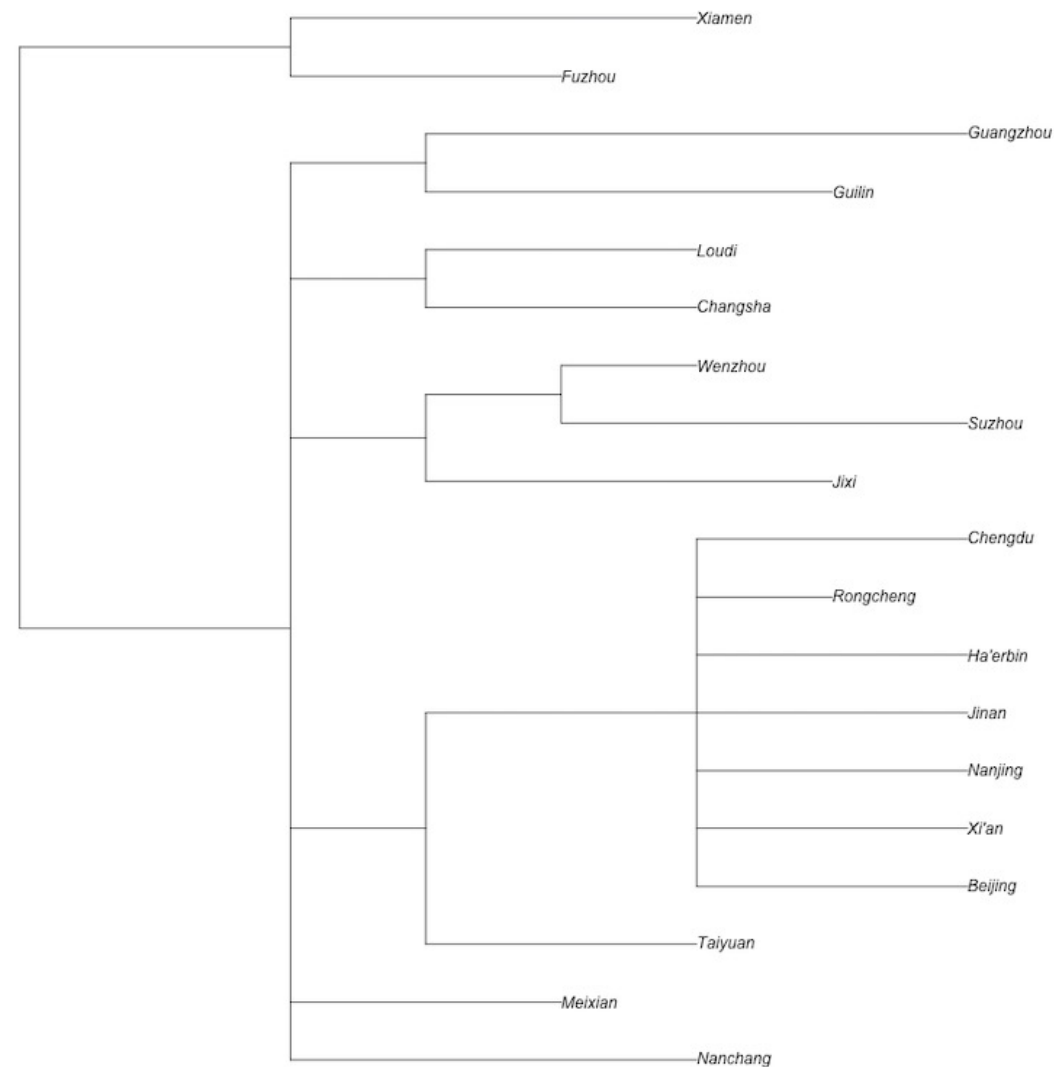 Xiamen
Fuzhou
Guangzhou
Guilin
Loudi
Changsha
Wenzhou
Suzhou
Jixi
Chengdu
Rongcheng
Ha'erbin
Jinan
Nanjing
Xi'an
Beijing
Taiyuan
Meixian
Nanchang